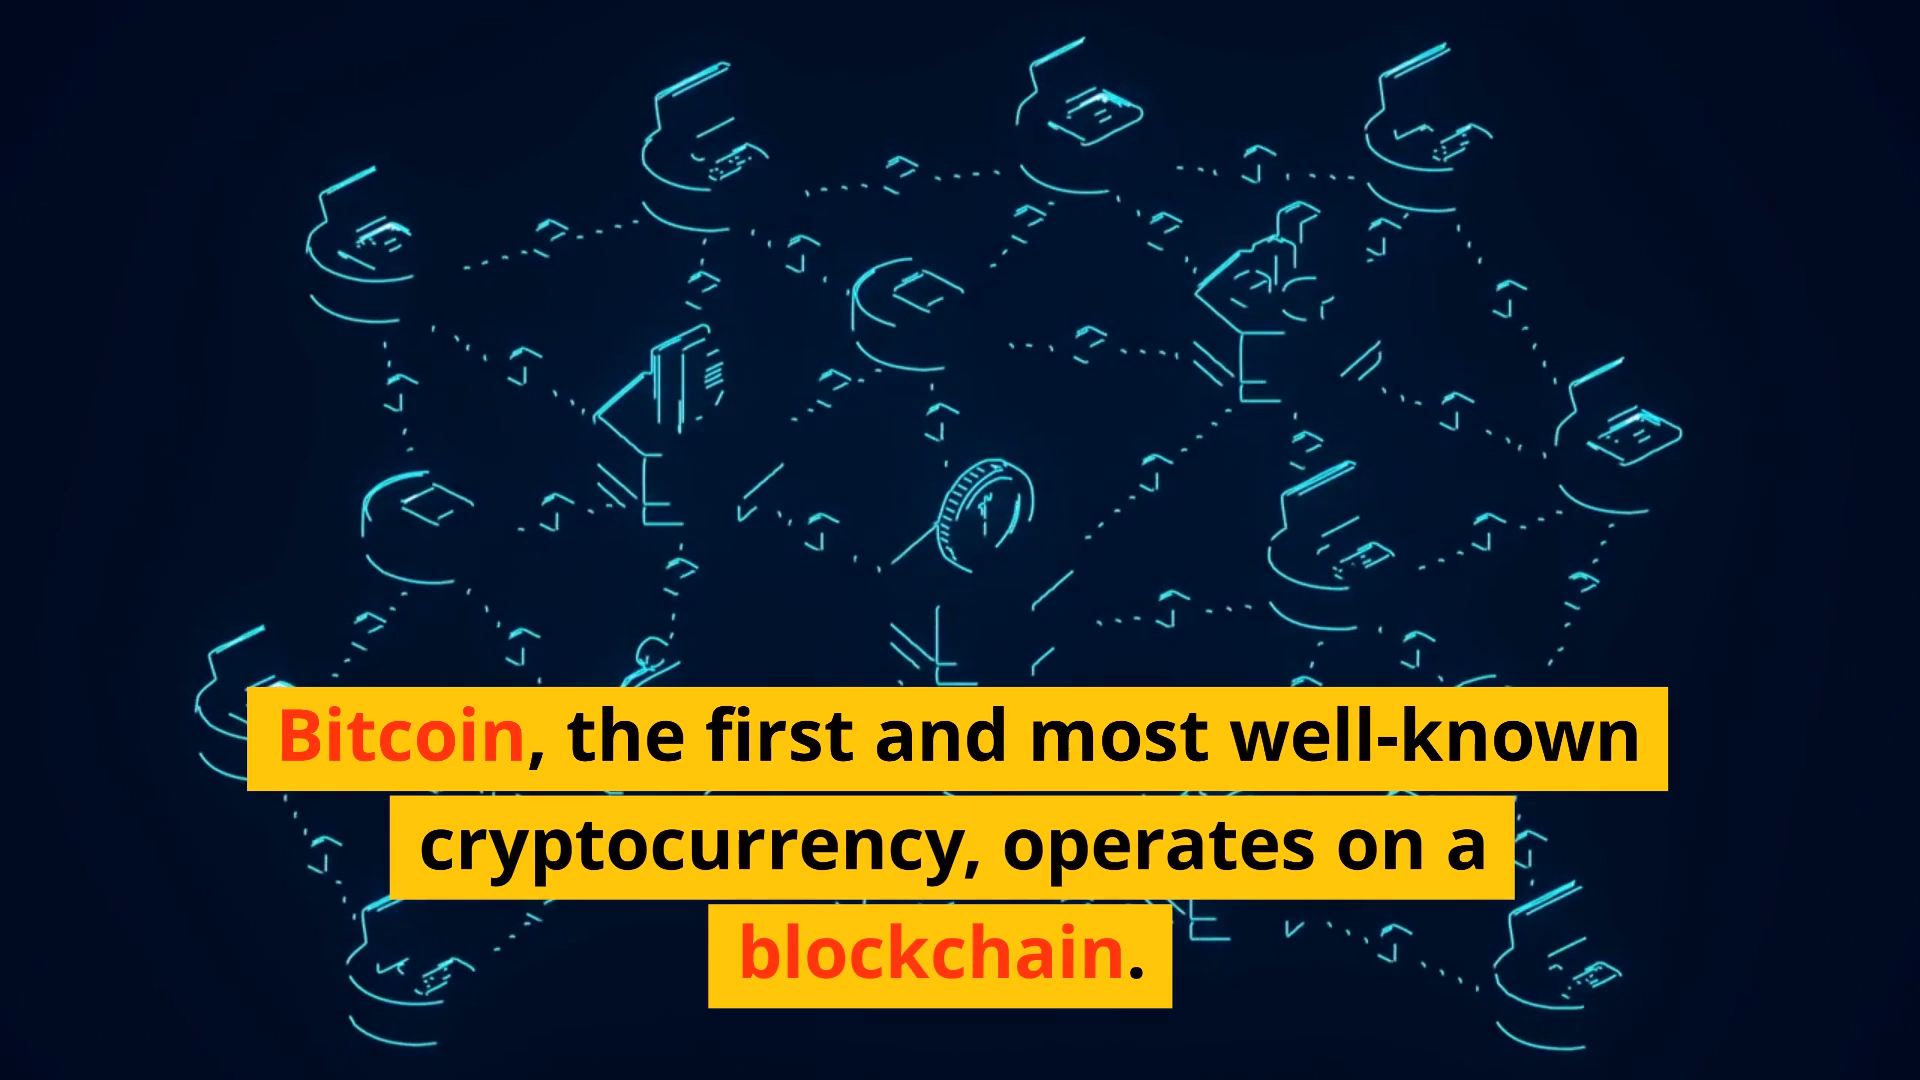 Bitcoin, the first and most well-known
cryptocurrency, operates on a
blockchain.